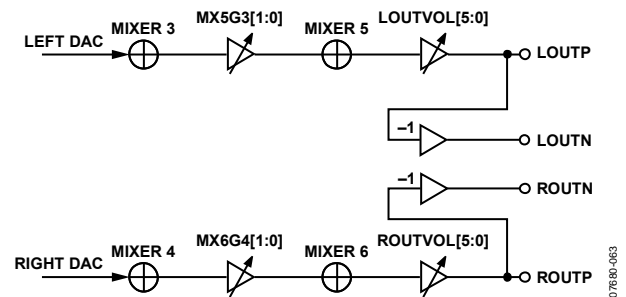 MIXER 3 MX5G3[1:0] MIXER 5 LOUTVOL[5:0]
LEFT DAC
LOUTP
–1
LOUTN
–1
ROUTN
MIXER 4 MX6G4[1:0] MIXER 6 ROUTVOL[5:0]
RIGHT DAC
ROUTP
07680-063